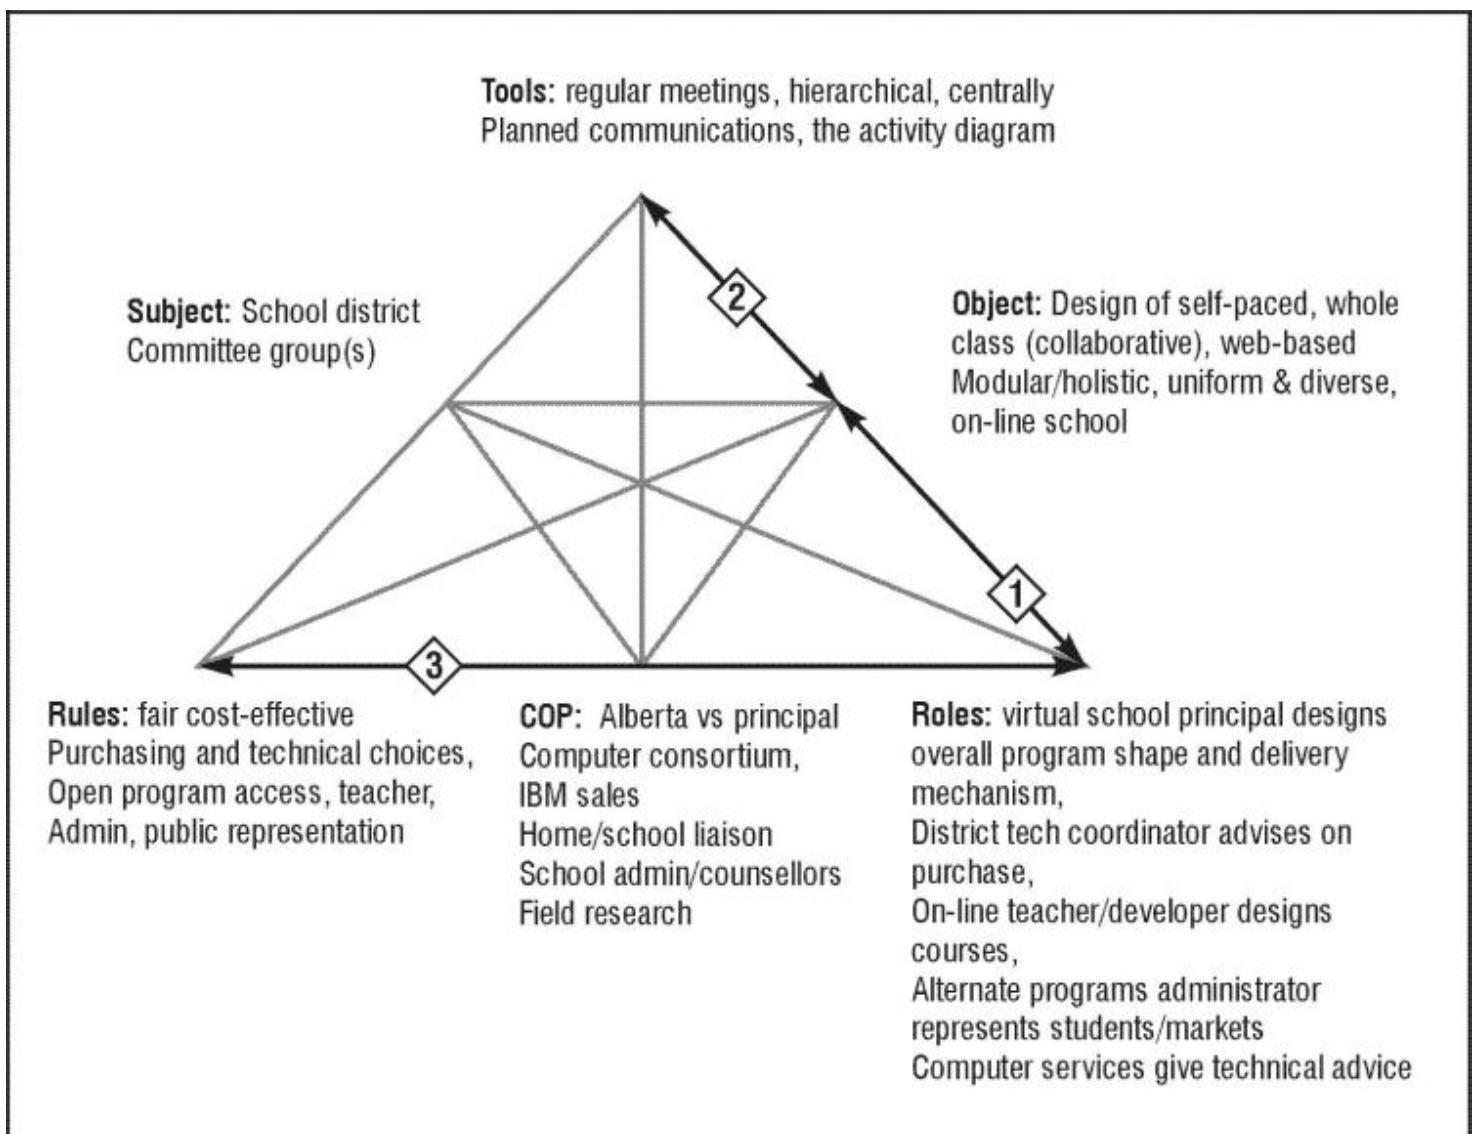 Tools: regular meetings, hierarchical, centrally
Planned communications, the activity diagram
2
Subject: School district
Committee group(s)
Object: Design of self-paced, whole
class (collaborative), web-based
Modular/holistic, uniform & diverse,
on-line school
1
3
Rules: fair cost-effective
Purchasing and technical choices,
Open program access, teacher,
Admin, public representation
COP: Alberta vs principal
Computer consortium,
IBM sales
Home/school liaison
School admin/counsellors
Field research
Roles: virtual school principal designs
overall program shape and delivery
mechanism,
District tech coordinator advises on
purchase,
On-line teacher/developer designs
courses,
Alternate programs administrator
represents students/markets
Computer services give technical advice